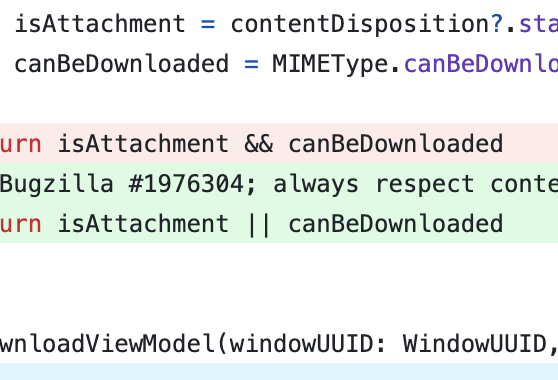 isAttachment = contentDisposition?.sta
canBeDownloaded = MIMEType.canBeDownlo
urn isAttachment && canBeDownloaded
Bugzilla #1976304; always respect conte
urn isAttachment || canBeDownloaded
wnloadViewModel(windowUUID: WindowUUID,